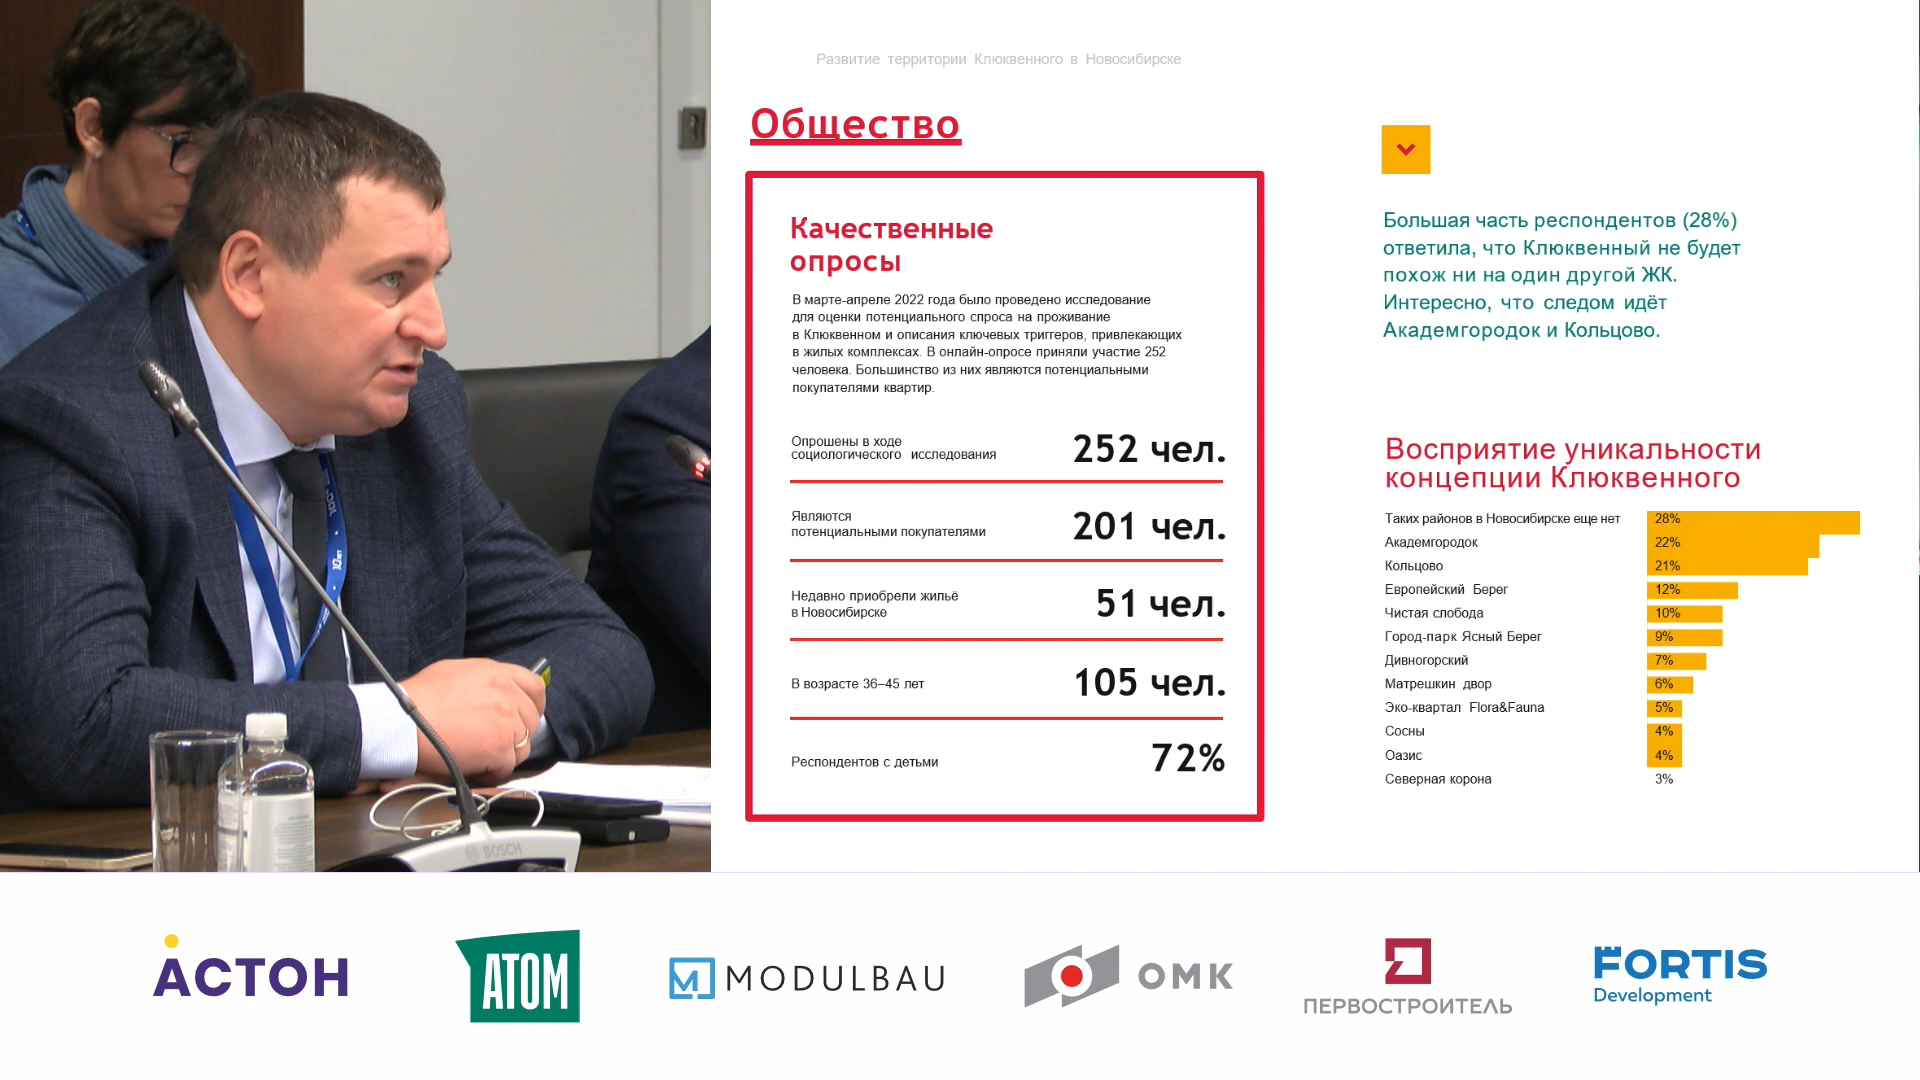 Развитие территории Клюквенного в Новосибирске
Общество
Качественные
опросы
В марте-апреле 2022 года было проведено исследование
для оценки потенциального спроса на проживание
в Клюквенном и описания ключевых триггеров, привлекающих
в жилых комплексах. В онлайн-опросе приняли участие 252
человека. Большинство из них являются потенциальными
покупателями квартир.
Опрошены в ходе
социологического исследования
252 чел.
Являются
потенциальными покупателями
201 чел.
Недавно приобрели жильё
в Новосибирске
51 чел.
В возрасте 36–45 лет
105 чел.
Респондентов с детьми
72%
Большая часть респондентов (28%)
ответила, что Клюквенный не будет
похож ни на один другой ЖК.
Интересно, что следом идёт
Академгородок и Кольцово.
Восприятие уникальности
концепции Клюквенного
Таких районов в Новосибирске еще нет 28%
Академгородок 22%
Кольцово 21%
Европейский Берег 12%
Чистая слобода 10%
Город-парк Ясный Берег 9%
Дивногорский 7%
Матрешкин двор 6%
Эко-квартал Flora&Fauna 5%
Сосны 4%
Оазис 4%
Северная корона 3%
BOSCH
АСТОН
АТОМ
MODULBAU
ОМК
ПЕРВОСТРОИТЕЛЬ
FORTIS
Development